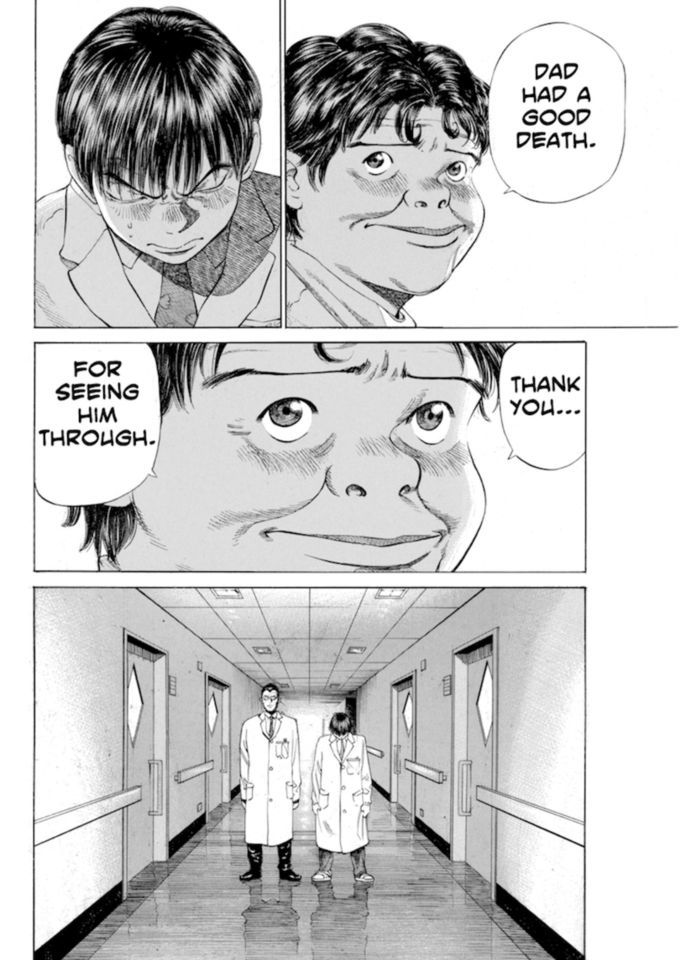 DAD
HAD A
GOOD
DEATH.
THANK
YOU...
FOR
SEEING
HIM
THROUGH.